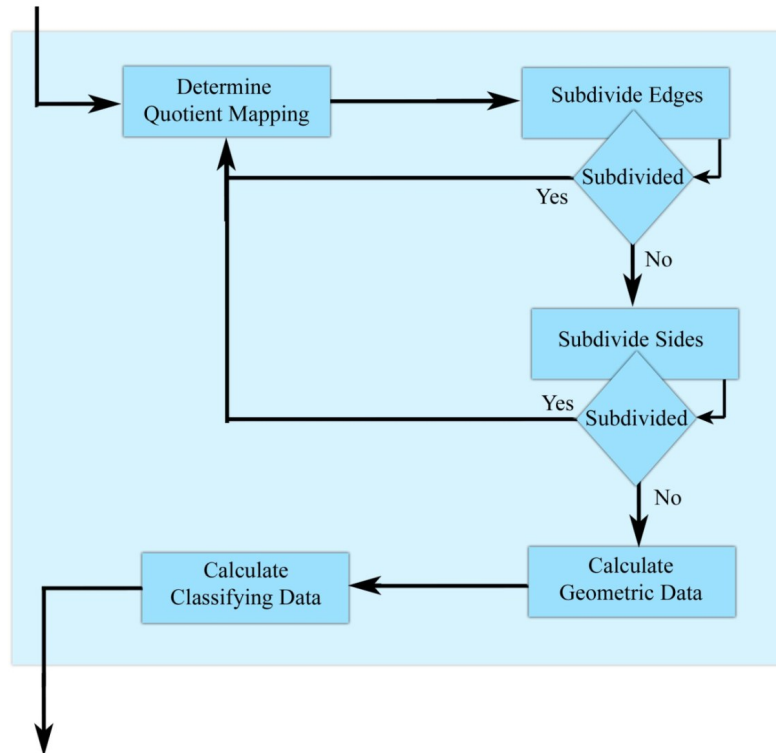 Determine
Quotient Mapping
Subdivide Edges
Subdivided
Yes
No
Subdivide Sides
Yes
Subdivided
No
Calculate
Geometric Data
Calculate
Classifying Data